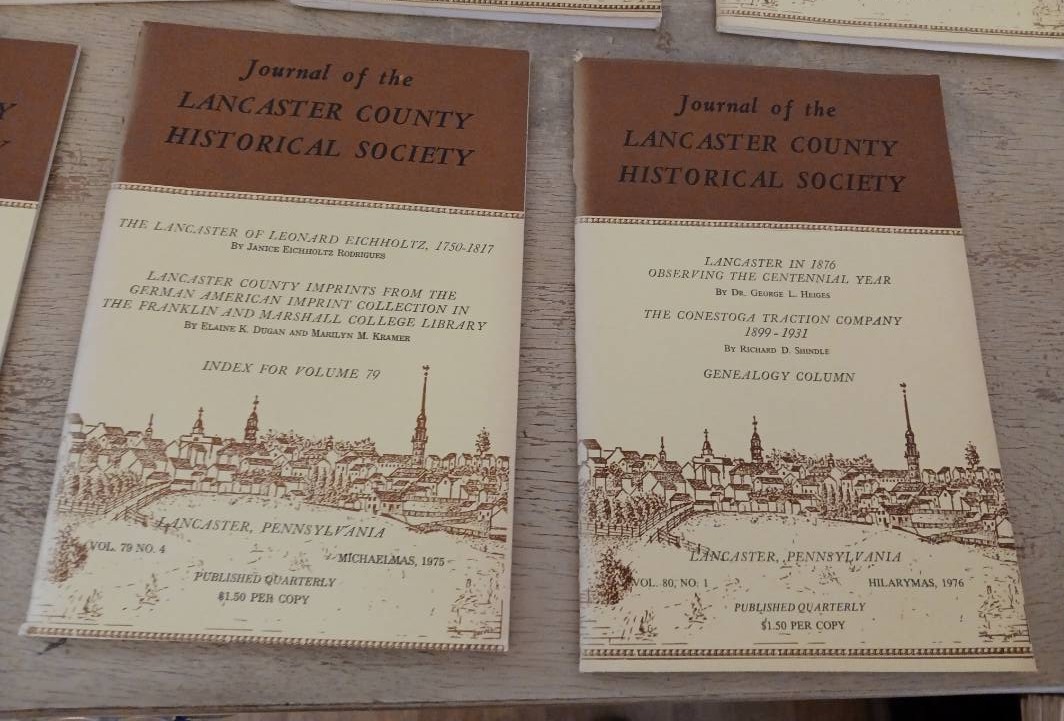 Journal of the
LANCASTER COUNTY
HISTORICAL SOCIETY
THE LANCASTER OF LEONARD EICHHOLTZ, 1750-1817
BY JANICE EICHHOLTZ RODRIGUES
LANCASTER COUNTY IMPRINTS FROM THE
GERMAN AMERICAN IMPRINT COLLECTION IN
THE FRANKLIN AND MARSHALL COLLEGE LIBRARY
BY ELAINE K. DUGAN AND MARILYN M. KRAMER
INDEX FOR VOLUME 79
LANCASTER, PENNSYLVANIA
VOL. 79 NO. 4
MICHAELMAS, 1975
PUBLISHED QUARTERLY
$1.50 PER COPY
Journal of the
LANCASTER COUNTY
HISTORICAL SOCIETY
LANCASTER IN 1876
OBSERVING THE CENTENNIAL YEAR
BY DR. GEORGE L. HEIGES
THE CONESTOGA TRACTION COMPANY
1899-1931
BY RICHARD D. SHINDLE
GENEALOGY COLUMN
LANCASTER, PENNSYLVANIA
VOL. 80, NO. 1
HILARYMAS, 1976
PUBLISHED QUARTERLY
$1.50 PER COPY